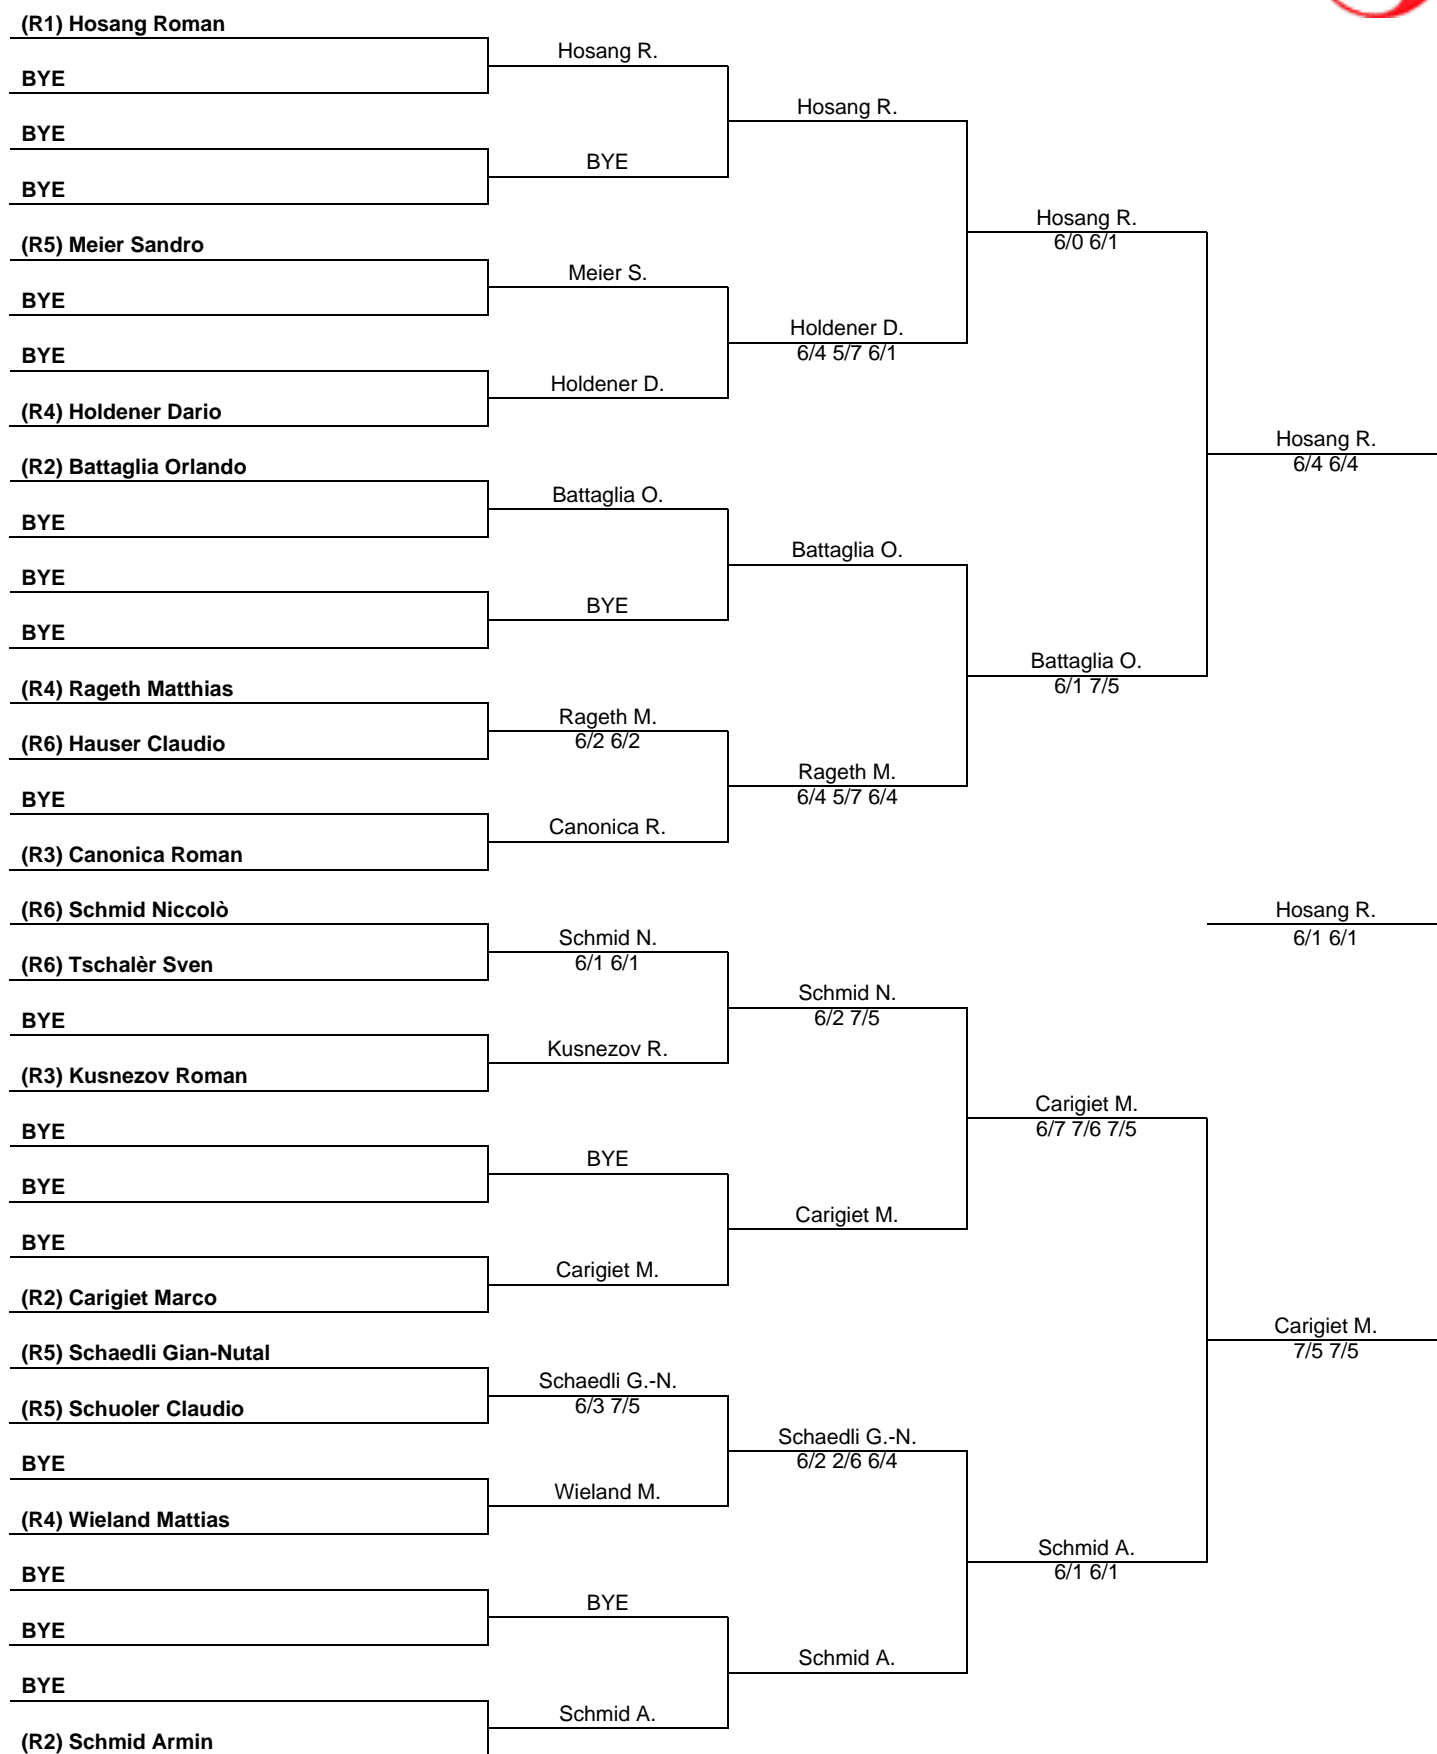 (R1) Hosang Roman
BYE
BYE
BYE
(R5) Meier Sandro
BYE
BYE
(R4) Holdener Dario
(R2) Battaglia Orlando
BYE
BYE
BYE
(R4) Rageth Matthias
(R6) Hauser Claudio
BYE
(R3) Canonica Roman
(R6) Schmid Niccolò
(R6) Tschalèr Sven
BYE
(R3) Kusnezov Roman
BYE
BYE
BYE
(R2) Carigiet Marco
(R5) Schaedli Gian-Nutal
(R5) Schuoler Claudio
BYE
(R4) Wieland Mattias
BYE
BYE
BYE
(R2) Schmid Armin
Hosang R.
BYE
Meier S.
Holdener D.
Battaglia O.
BYE
Rageth M.
6/2 6/2
Canonica R.
Schmid N.
6/1 6/1
Kusnezov R.
BYE
Carigiet M.
Schaedli G.-N.
6/3 7/5
Wieland M.
BYE
Schmid A.
Hosang R.
Holdener D.
6/4 5/7 6/1
Battaglia O.
Rageth M.
6/4 5/7 6/4
Schmid N.
6/2 7/5
Carigiet M.
Schaedli G.-N.
6/2 2/6 6/4
Schmid A.
Hosang R.
6/0 6/1
Battaglia O.
6/1 7/5
Carigiet M.
6/7 7/6 7/5
Schmid A.
6/1 6/1
Hosang R.
6/4 6/4
Hosang R.
6/1 6/1
Carigiet M.
7/5 7/5